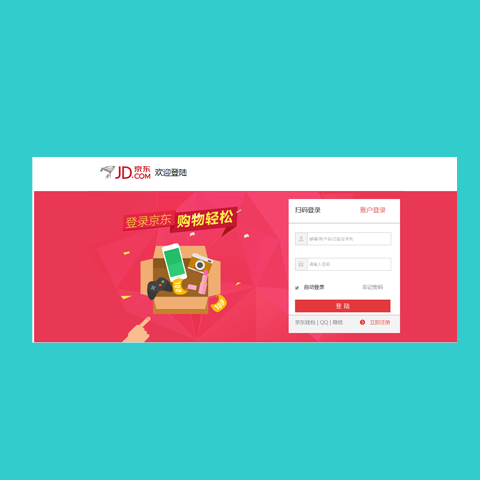 JD.京东
.COM
欢迎登陆
登录京东 购物轻松
扫码登录 账户登录
邮箱/用户名/已验证手机
请输入密码
自动登录 忘记密码
登 陆
京东钱包 | QQ | 微信 立即注册